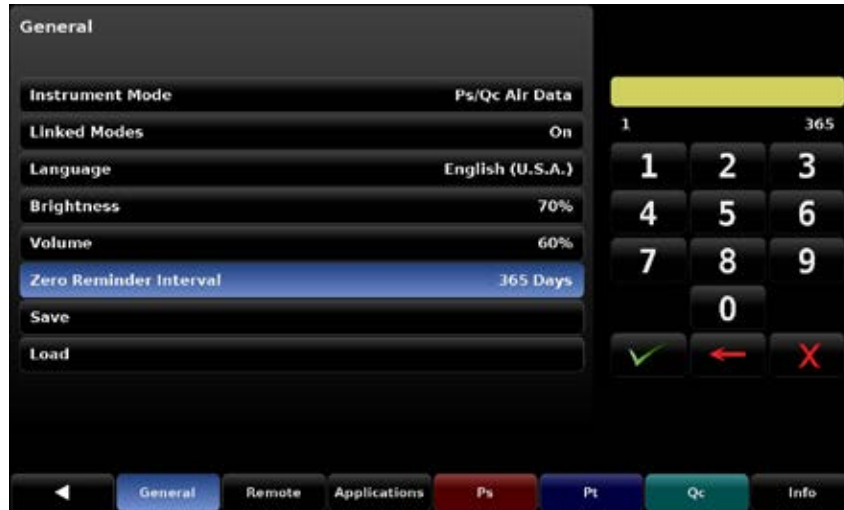 General
Instrument Mode Ps/Qc Air Data
Linked Modes On
Language English (U.S.A.)
Brightness 70%
Volume 60%
Zero Reminder Interval 365 Days
Save
Load
1 365
1 2 3
4 5 6
7 8 9
0
General Remote Applications Ps Pt Qc Info